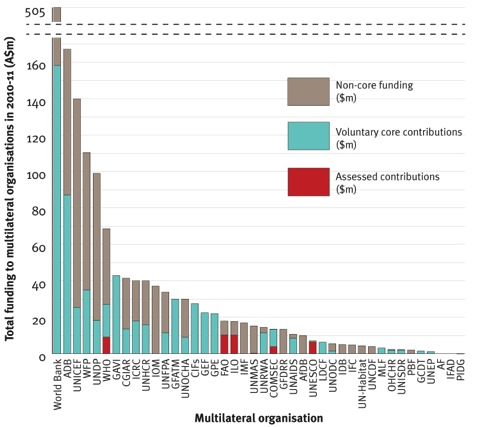 Total funding to multilateral organisations in 2010-11 (A$m)
505
160
140
120
100
80
60
40
20
0
Non-core funding
($m)
Voluntary core contributions
($m)
Assessed contributions
($m)
World Bank
ADB
UNICEF
WFP
UNDP
WHO
GAVI
CGIAR
ICRC
UNHCR
IOM
UNFPA
GFATM
UNOCHA
CIFs
GEF
GPE
FAO
ILO
IMF
UNMAS
UNRWA
COMSEC
GFDRR
UNAIDS
AfDB
UNESCO
LDCF
UNODC
IDB
IFC
UN-Habitat
UNCDF
MLF
OHCHR
UNISDR
PBF
GCDT
UNEP
AF
IFAD
PIDG
Multilateral organisation